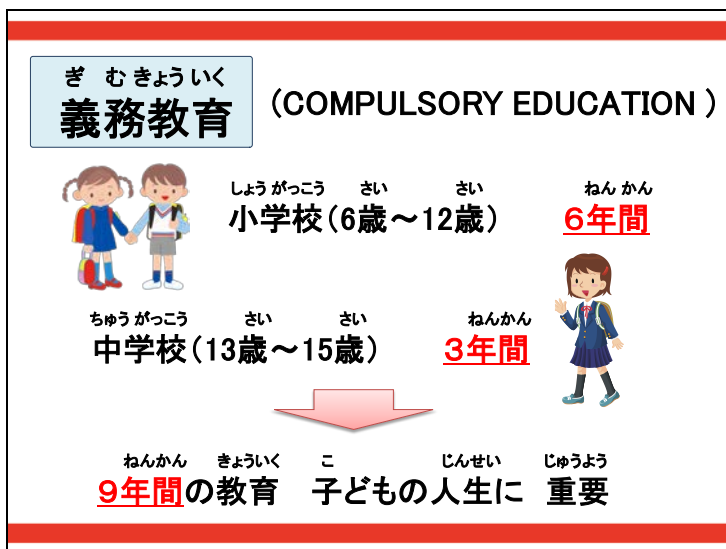 ぎ む きょう いく
義務教育 (COMPULSORY EDUCATION )
しょう がっこう さい さい ねん かん
小学校(6歳～12歳) 6年間
ちゅう がっこう さい さい ねんかん
中学校(13歳～15歳) 3年間
ねんかん きょういく こ じんせい じゅうよう
9年間の教育 子どもの人生に 重要